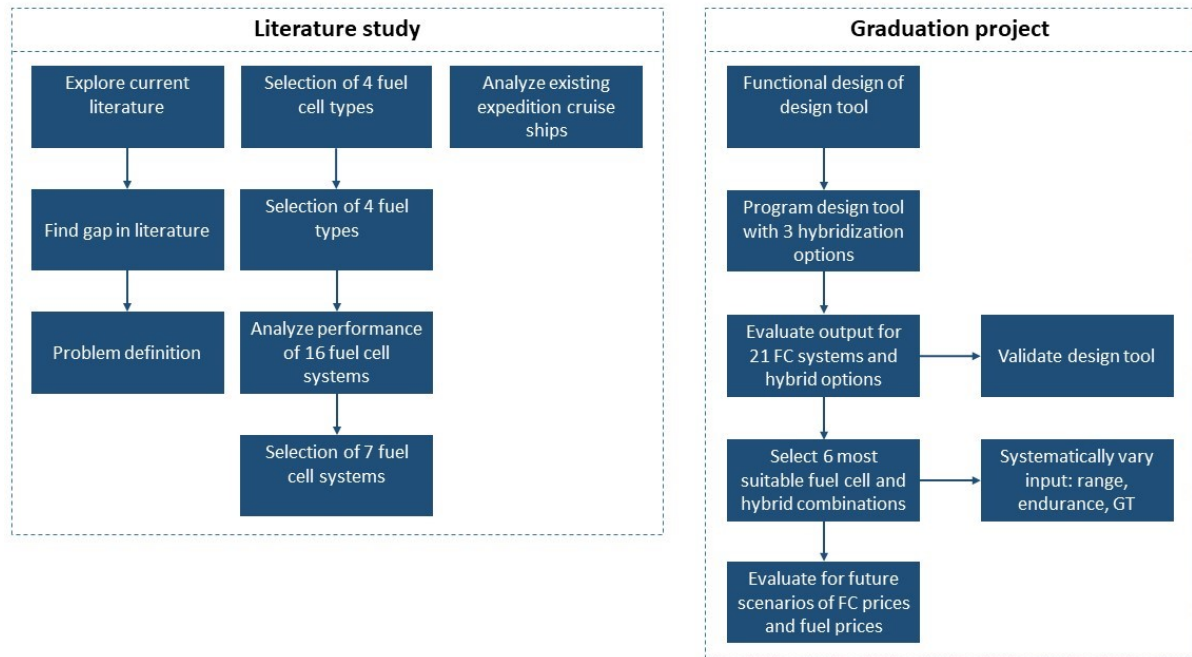 Literature study
Explore current
literature
Find gap in literature
Problem definition
Selection of 4 fuel
cell types
Selection of 4 fuel
types
Analyze performance
of 16 fuel cell
systems
Selection of 7 fuel
cell systems
Analyze existing
expedition cruise
ships
Graduation project
Functional design of
design tool
Program design tool
with 3 hybridization
options
Evaluate output for
21 FC systems and
hybrid options
Validate design tool
Select 6 most
suitable fuel cell and
hybrid combinations
Systematically vary
input: range,
endurance, GT
Evaluate for future
scenarios of FC prices
and fuel prices